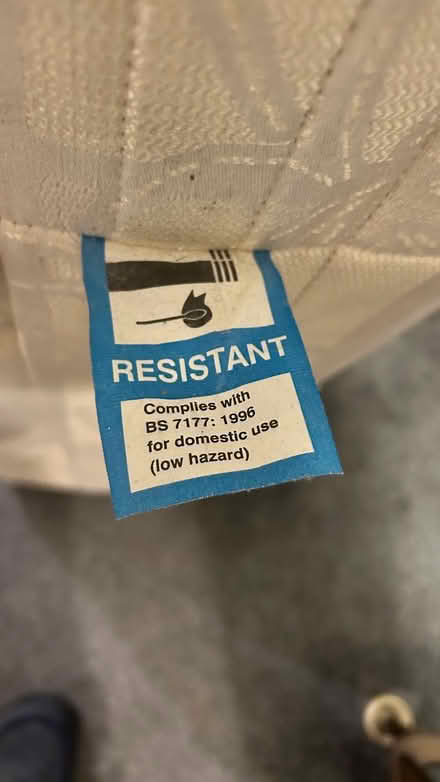 RESISTANT
Complies with
BS 7177: 1996
for domestic use
(low hazard)